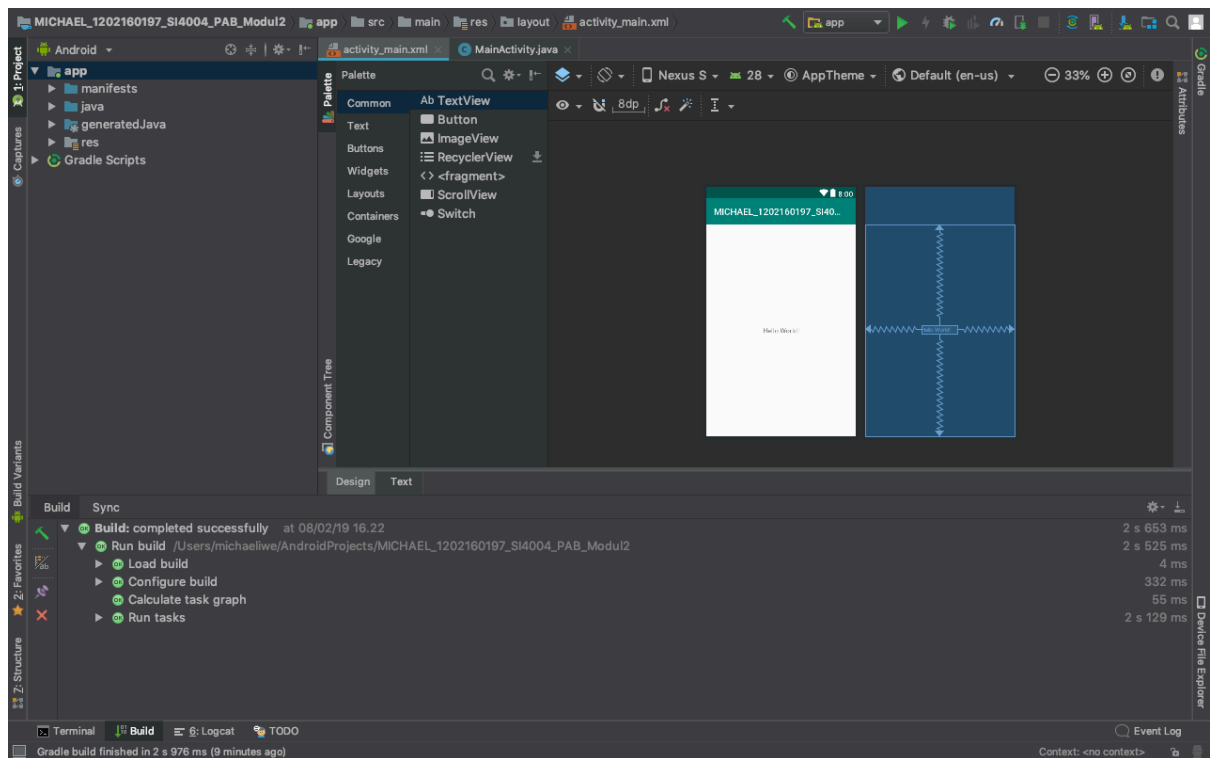 MICHAEL_1202160197_SI4004_PAB_Modul2 app src main res layout activity_main.xml app
1: Project
Captures
Build Variants
2: Favorites
Z: Structure
Android
app
manifests
java
generatedJava
res
Gradle Scripts
activity_main.xml MainActivity.java
Palette
Component Tree
Palette
Common
Text
Buttons
Widgets
Layouts
Containers
Google
Legacy
Ab TextView
Button
ImageView
RecyclerView
<fragment>
ScrollView
Switch
Nexus S 28 AppTheme Default (en-us) 33%
8dp
8:00
MICHAEL_1202160197_SI40...
Hello World!
Hello World!
Design Text
Attributes
Gradle
Device File Explorer
Build Sync
Build: completed successfully at 08/02/19 16.22 2 s 653 ms
Run build /Users/michaeliwe/AndroidProjects/MICHAEL_1202160197_SI4004_PAB_Modul2 2 s 525 ms
Load build 4 ms
Configure build 332 ms
Calculate task graph 55 ms
Run tasks 2 s 129 ms
Terminal Build 6: Logcat TODO Event Log
Gradle build finished in 2 s 976 ms (9 minutes ago) Context: <no context>